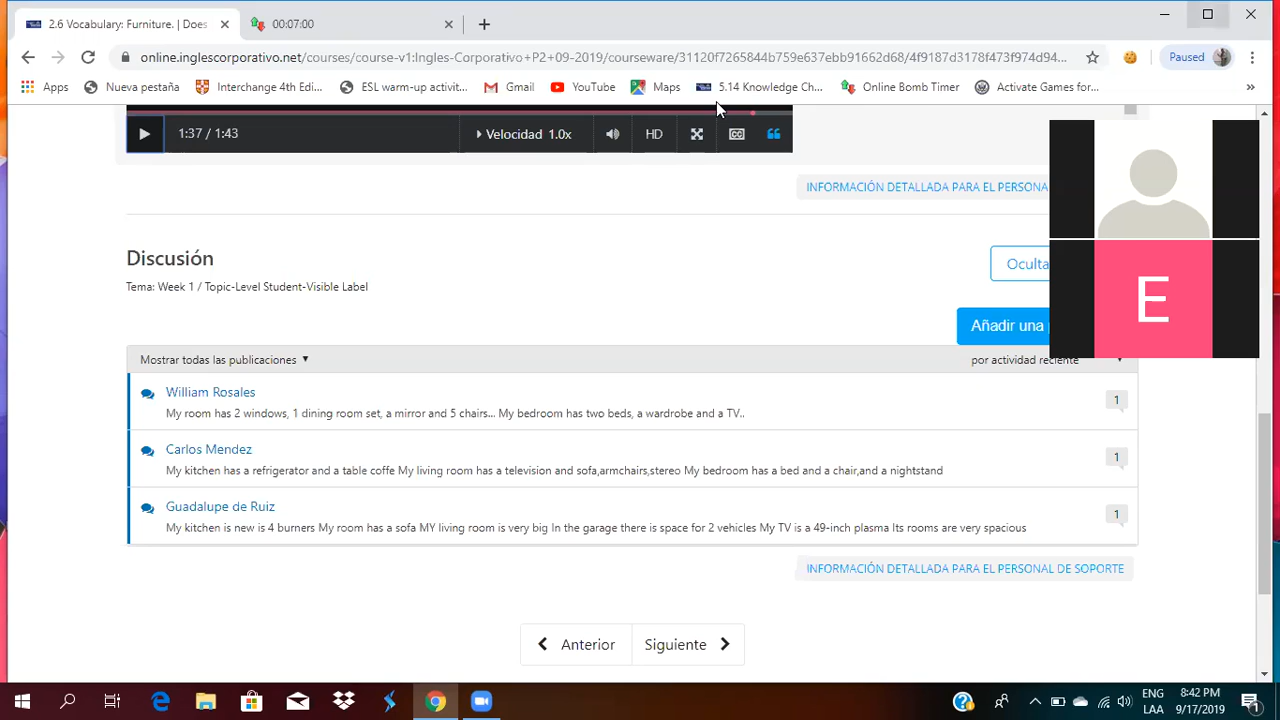 2.6 Vocabulary: Furniture. | Does
00:07:00
online.inglescorporativo.net/courses/course-v1:Ingles-Corporativo+P2+09-2019/courseware/31120f7265844b759e637ebb91662d68/4f9187d3178f473f974d94...
Paused
Apps
Nueva pestaña
Interchange 4th Edi...
ESL warm-up activit...
Gmail
YouTube
Maps
5.14 Knowledge Ch...
Online Bomb Timer
Activate Games for...
»
1:37 / 1:43
Velocidad 1.0x
HD
CC
INFORMACIÓN DETALLADA PARA EL PERSONA
Discusión
Oculta
Tema: Week 1 / Topic-Level Student-Visible Label
E
Añadir una
Mostrar todas las publicaciones
por actividad reciente
William Rosales
My room has 2 windows, 1 dining room set, a mirror and 5 chairs... My bedroom has two beds, a wardrobe and a TV..
1
Carlos Mendez
My kitchen has a refrigerator and a table coffe My living room has a television and sofa,armchairs,stereo My bedroom has a bed and a chair,and a nightstand
1
Guadalupe de Ruiz
My kitchen is new is 4 burners My room has a sofa MY living room is very big In the garage there is space for 2 vehicles My TV is a 49-inch plasma Its rooms are very spacious
1
INFORMACIÓN DETALLADA PARA EL PERSONAL DE SOPORTE
Anterior
Siguiente
ENG
LAA
8:42 PM
9/17/2019
1